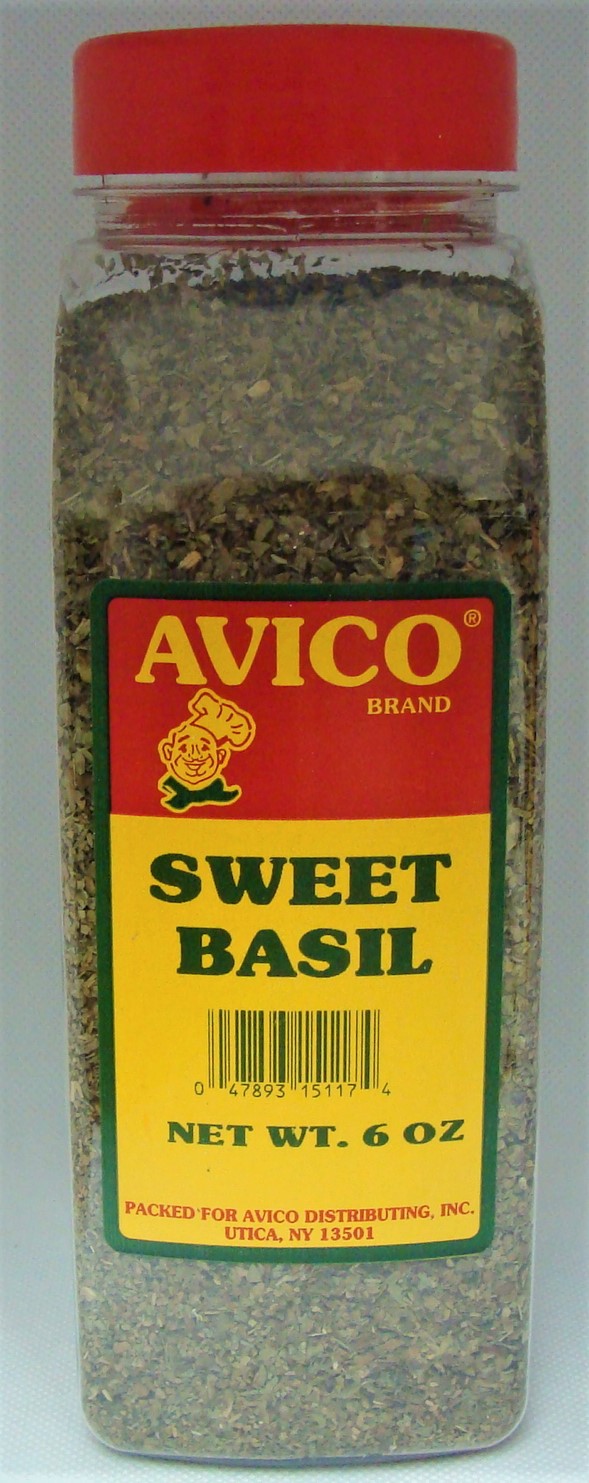 AVICO®
BRAND
SWEET
BASIL
0 47893 15117 4
NET WT. 6 OZ
PACKED FOR AVICO DISTRIBUTING, INC.
UTICA, NY 13501